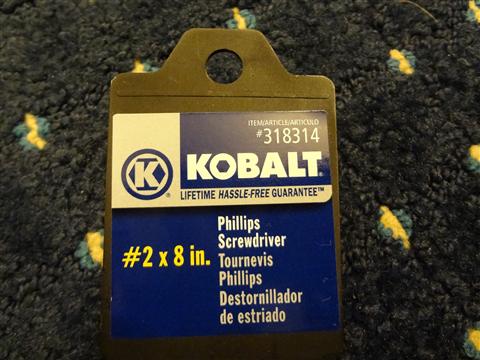 ITEM/ARTICLE/ARTÍCULO
#318314
K® KOBALT
LIFETIME HASSLE-FREE GUARANTEE™
#2 x 8 in.
Phillips
Screwdriver
Tournevis
Phillips
Destornillador
de estriado